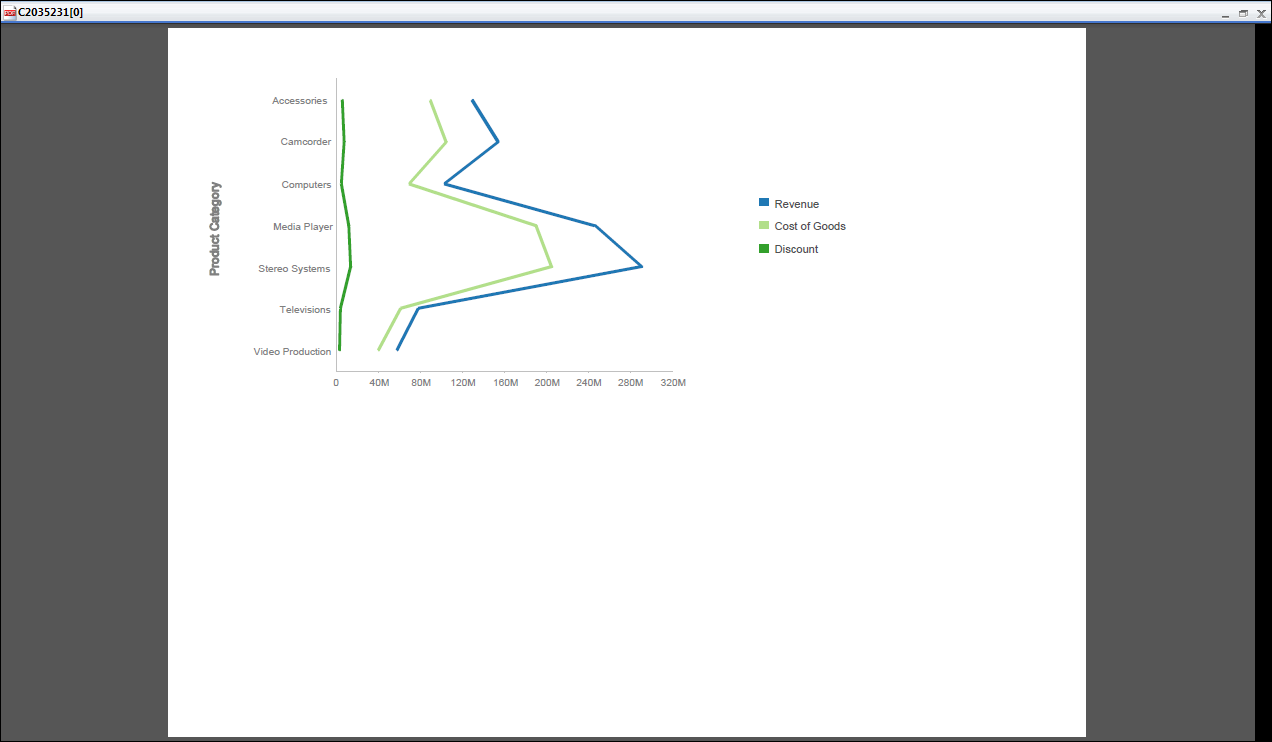 C2035231[0]
Product Category
Accessories
Camcorder
Computers
Media Player
Stereo Systems
Televisions
Video Production
0 40M 80M 120M 160M 200M 240M 280M 320M
Revenue
Cost of Goods
Discount